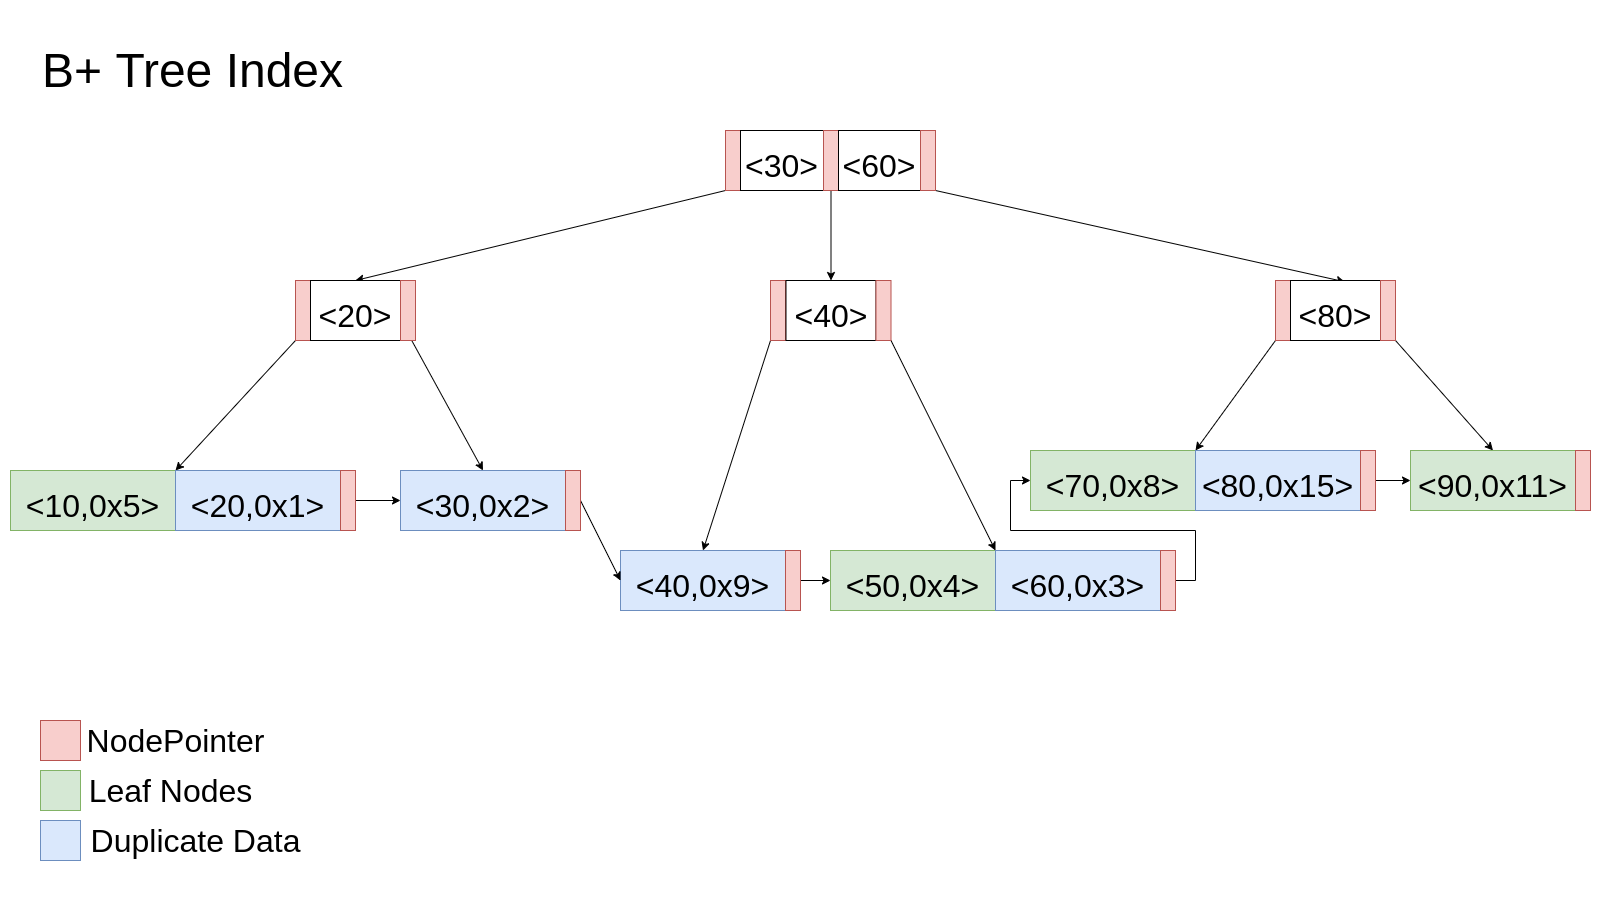 B+ Tree Index
<30> <60>
<20> <40> <80>
<70,0x8> <80,0x15> <90,0x11>
<10,0x5> <20,0x1> <30,0x2>
<40,0x9> <50,0x4> <60,0x3>
NodePointer
Leaf Nodes
Duplicate Data